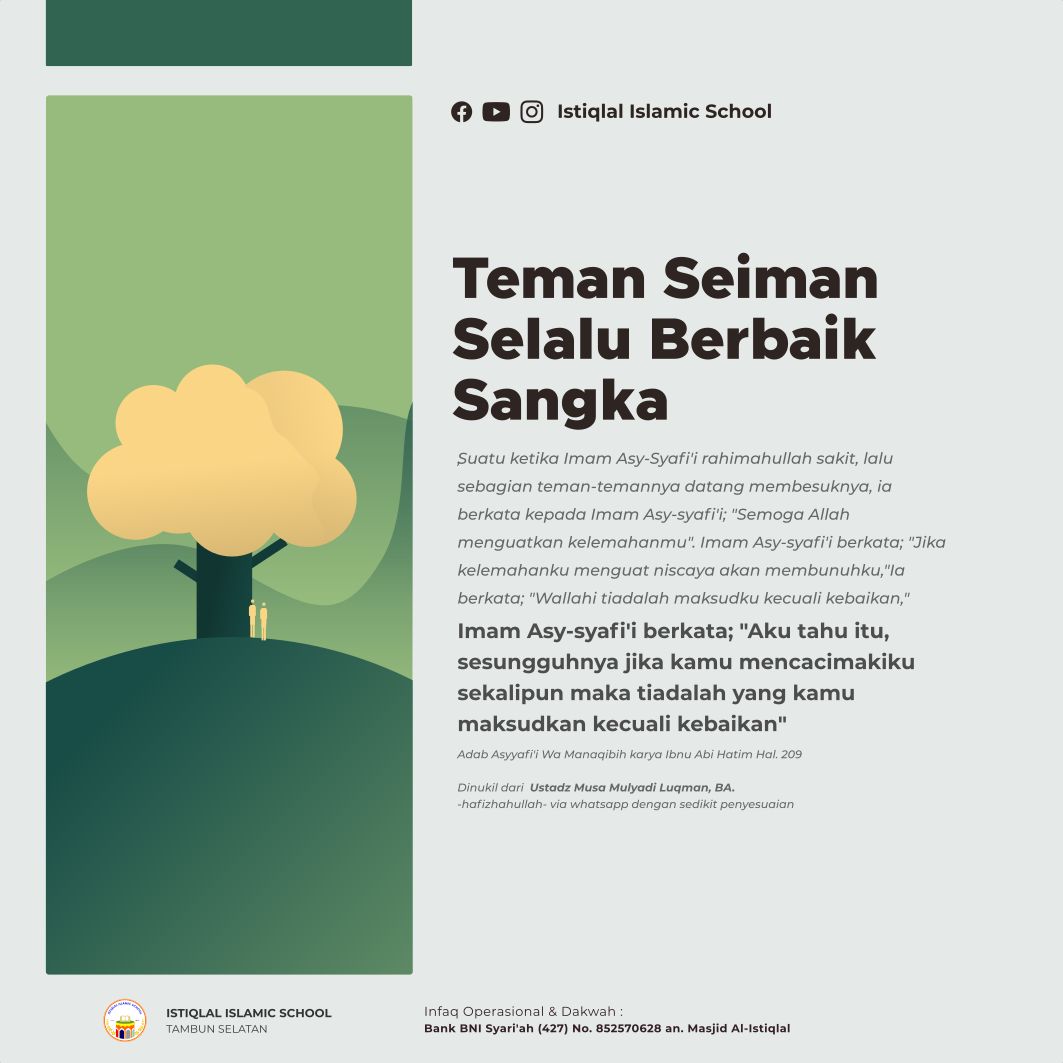 Istiqlal Islamic School
Teman Seiman
Selalu Berbaik
Sangka
,Suatu ketika Imam Asy-Syafi'i rahimahullah sakit, lalu
sebagian teman-temannya datang membesuknya, ia
berkata kepada Imam Asy-syafi'i; "Semoga Allah
menguatkan kelemahanmu". Imam Asy-syafi'i berkata; "Jika
kelemahanku menguat niscaya akan membunuhku,"Ia
berkata; "Wallahi tiadalah maksudku kecuali kebaikan,"
Imam Asy-syafi'i berkata; "Aku tahu itu,
sesungguhnya jika kamu mencacimakiku
sekalipun maka tiadalah yang kamu
maksudkan kecuali kebaikan"
Adab Asyyafi'i Wa Manaqibih karya Ibnu Abi Hatim Hal. 209
Dinukil dari Ustadz Musa Mulyadi Luqman, BA.
-hafizhahullah- via whatsapp dengan sedikit penyesuaian
ISTIQLAL ISLAMIC SCHOOL
TAMBUN SELATAN
Infaq Operasional & Dakwah :
Bank BNI Syari'ah (427) No. 852570628 an. Masjid Al-Istiqlal